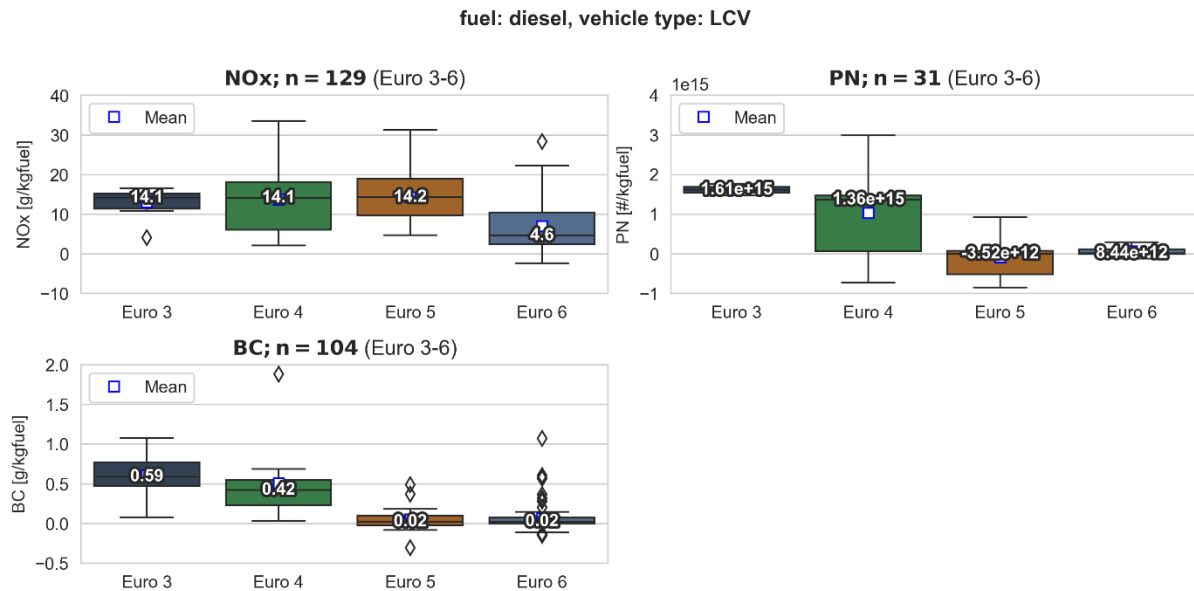 fuel: diesel, vehicle type: LCV
NOx; n = 129 (Euro 3-6)
Mean
NOx [g/kgfuel]
40
30
20
10
0
−10
14.1
14.1
14.2
4.6
Euro 3
Euro 4
Euro 5
Euro 6
PN; n = 31 (Euro 3-6)
1e15
Mean
PN [#/kgfuel]
4
3
2
1
0
−1
1.61e+15
1.36e+15
-3.52e+12
8.44e+12
Euro 3
Euro 4
Euro 5
Euro 6
BC; n = 104 (Euro 3-6)
Mean
BC [g/kgfuel]
2.0
1.5
1.0
0.5
0.0
−0.5
0.59
0.42
0.02
0.02
Euro 3
Euro 4
Euro 5
Euro 6